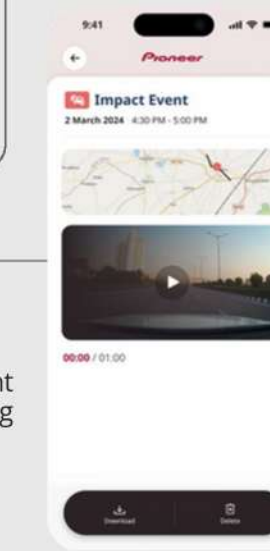 9:41
Pioneer
Impact Event
2 March 2024 4:30 PM - 5:00 PM
00:00 / 01:00
nt
g
Download
Delete